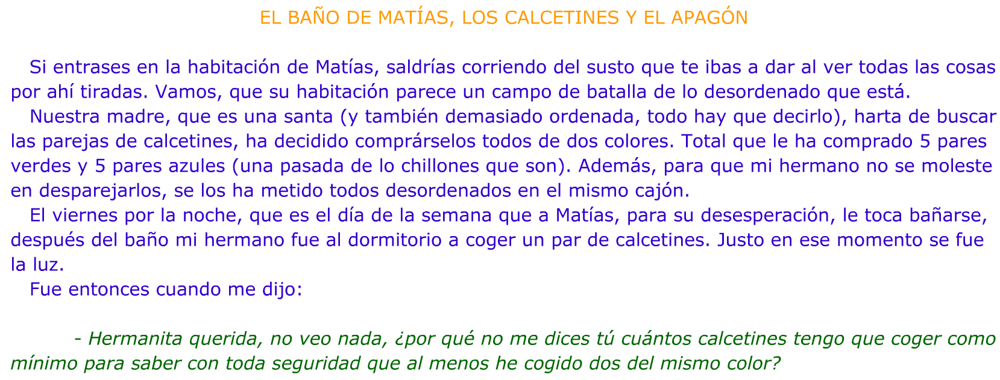 EL BAÑO DE MATÍAS, LOS CALCETINES Y EL APAGÓN
Si entrases en la habitación de Matías, saldrías corriendo del susto que te ibas a dar al ver todas las cosas
por ahí tiradas. Vamos, que su habitación parece un campo de batalla de lo desordenado que está.
Nuestra madre, que es una santa (y también demasiado ordenada, todo hay que decirlo), harta de buscar
las parejas de calcetines, ha decidido comprárselos todos de dos colores. Total que le ha comprado 5 pares
verdes y 5 pares azules (una pasada de lo chillones que son). Además, para que mi hermano no se moleste
en desparejarlos, se los ha metido todos desordenados en el mismo cajón.
El viernes por la noche, que es el día de la semana que a Matías, para su desesperación, le toca bañarse,
después del baño mi hermano fue al dormitorio a coger un par de calcetines. Justo en ese momento se fue
la luz.
Fue entonces cuando me dijo:
- Hermanita querida, no veo nada, ¿por qué no me dices tú cuántos calcetines tengo que coger como
mínimo para saber con toda seguridad que al menos he cogido dos del mismo color?